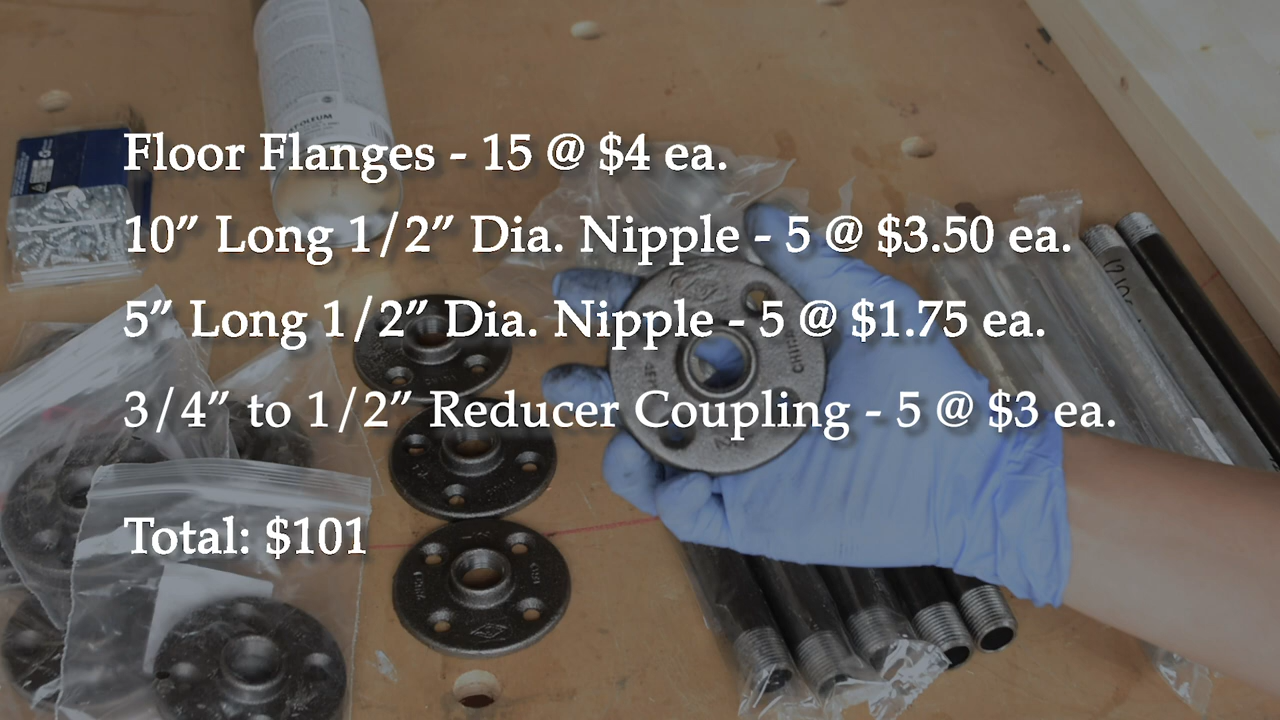 Floor Flanges - 15 @ $4 ea.
10” Long 1/2” Dia. Nipple - 5 @ $3.50 ea.
5” Long 1/2” Dia. Nipple - 5 @ $1.75 ea.
3/4” to 1/2” Reducer Coupling - 5 @ $3 ea.
Total: $101